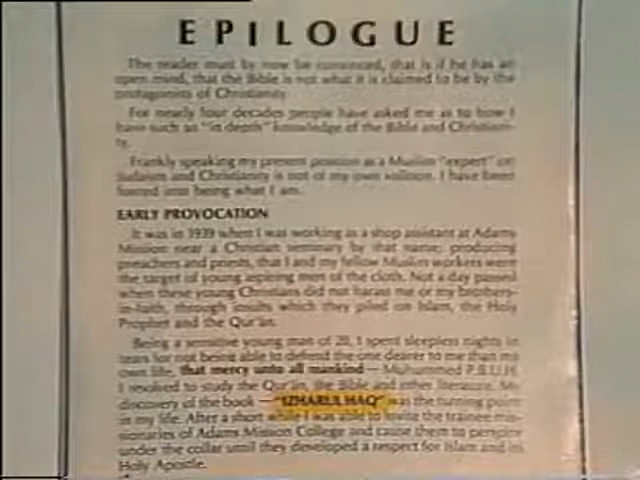 EPILOGUE
The reader must by now be convinced, that is if he has an
open mind, that the Bible is not what it is claimed to be by the
protagonists of Christianity.
For nearly four decades people have asked me as to how I
have such an "in depth" knowledge of the Bible and Christiani-
ty.
Frankly speaking my present position as a Muslim "expert" on
Judaism and Christianity is not of my own volition. I have been
forced into being what I am.
EARLY PROVOCATION
It was in 1939 when I was working as a shop assistant at Adams
Mission near a Christian seminary by that name; producing
preachers and priests, that I and my fellow Muslim workers were
the target of young aspiring men of the cloth. Not a day passed
when these young Christians did not harass me or my brothers-
in-faith, through insults which they piled on Islam, the Holy
Prophet and the Qur'ân.
Being a sensitive young man of 20, I spent sleepless nights in
tears for not being able to defend the one dearer to me than my
own life, that mercy unto all mankind — Muhummed P.B.U.H.
I resolved to study the Qur'ân, the Bible and other literature. My
discovery of the book — "IZHARUL HAQ" was the turning point
in my life. After a short while I was able to invite the trainee mis-
sionaries of Adams Mission College and cause them to perspire
under the collar until they developed a respect for Islam and its
Holy Apostle.